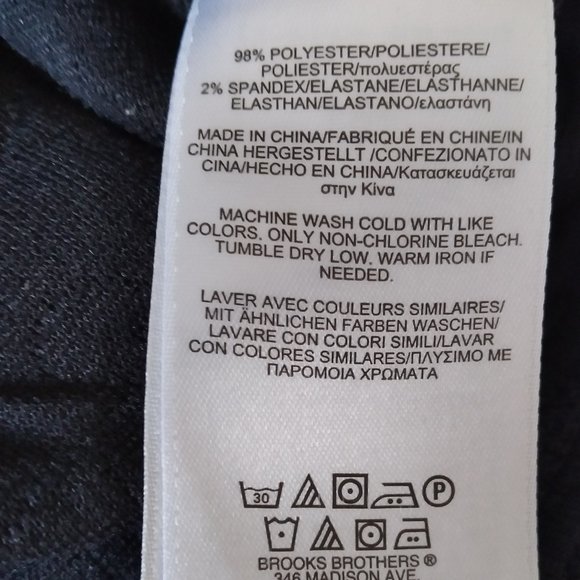 98% POLYESTER/POLIESTERE/
POLIESTER/πολυεστέρας
2% SPANDEX/ELASTANE/ELASTHANNE/
ELASTHAN/ELASTANO/ελαστάνη
MADE IN CHINA/FABRIQUÉ EN CHINE/IN
CHINA HERGESTELLT /CONFEZIONATO IN
CINA/HECHO EN CHINA/Κατασκευάζεται
στην Κίνα
MACHINE WASH COLD WITH LIKE
COLORS. ONLY NON-CHLORINE BLEACH.
TUMBLE DRY LOW. WARM IRON IF
NEEDED.
LAVER AVEC COULEURS SIMILAIRES/
MIT ÄHNLICHEN FARBEN WASCHEN/
LAVARE CON COLORI SIMILI/LAVAR
CON COLORES SIMILARES/ΠΛΥΣΙΜΟ ΜΕ
ΠΑΡΟΜΟΙΑ ΧΡΩΜΑΤΑ
30 P
BROOKS BROTHERS ®
346 MADISON AVE.